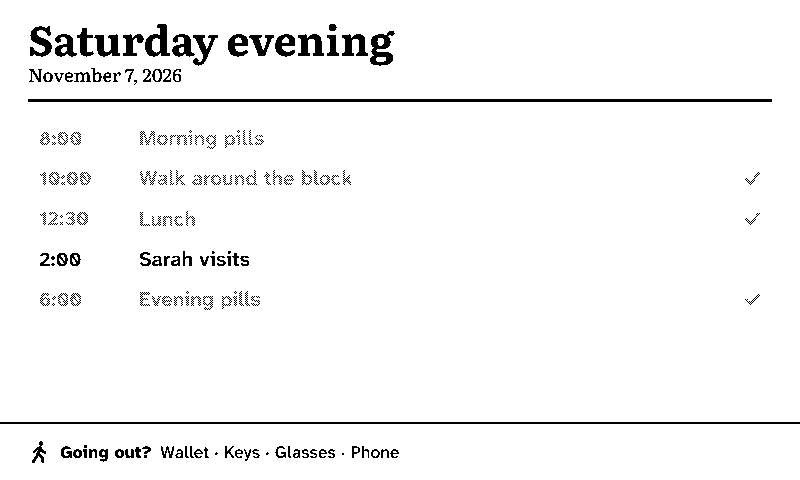 Saturday evening
November 7, 2026
8:00 Morning pills
10:00 Walk around the block ✓
12:30 Lunch ✓
2:00 Sarah visits
6:00 Evening pills ✓
Going out? Wallet · Keys · Glasses · Phone